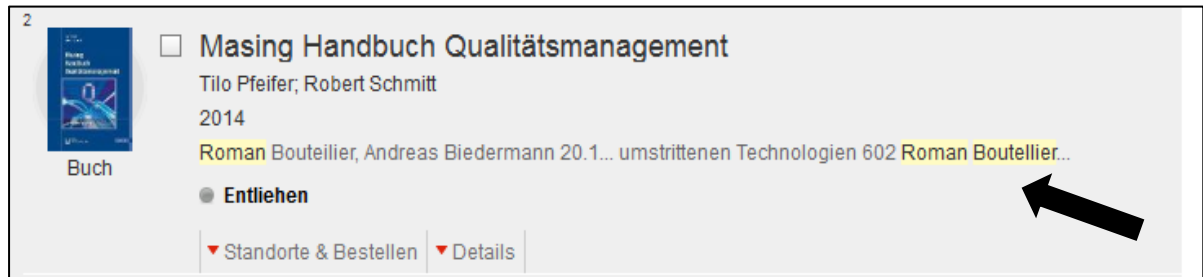 2
Masing Handbuch Qualitätsmanagement
Tilo Pfeifer; Robert Schmitt
2014
Roman Bouteilier, Andreas Biedermann 20.1... umstrittenen Technologien 602 Roman Boutellier...
Buch
Entliehen
Standorte & Bestellen Details